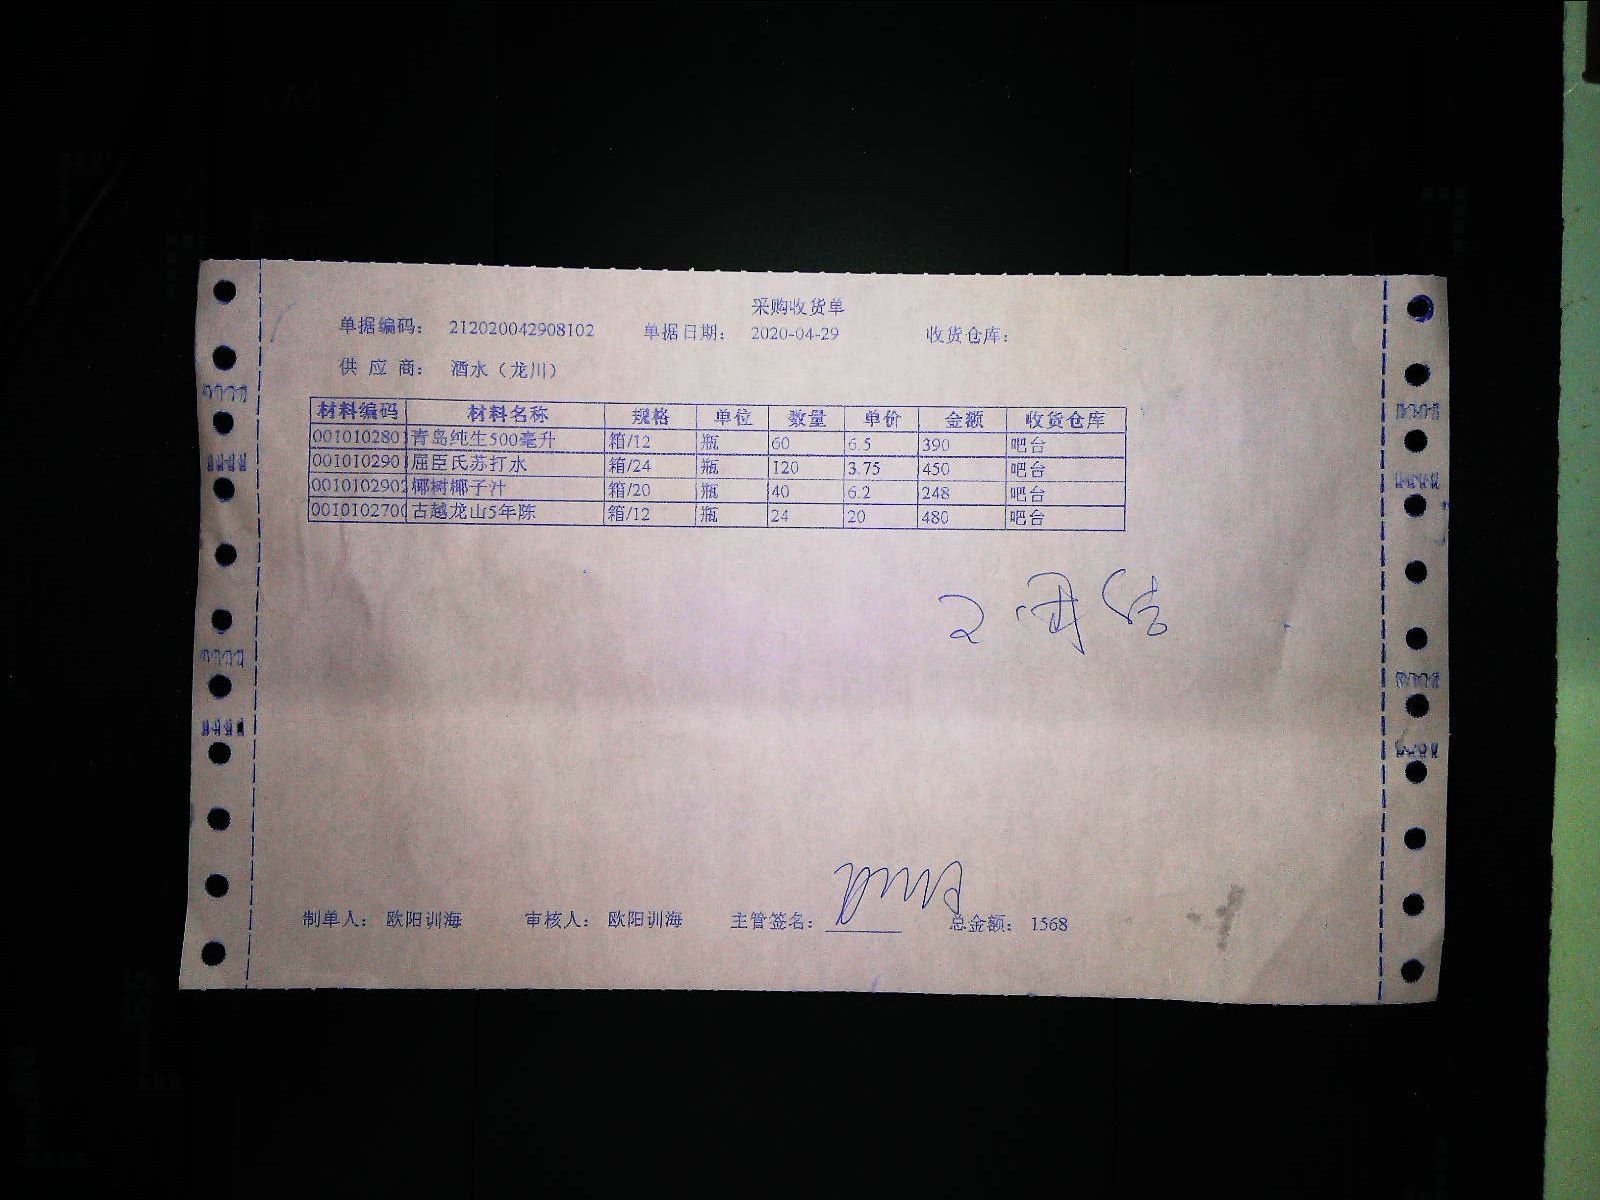 采购收货单
单据编码： 212020042908102 单据日期： 2020-04-29 收货仓库：
供 应 商： 酒水（龙川）
材料编码 材料名称 规格 单位 数量 单价 金额 收货仓库
001010280 青岛纯生500毫升 箱/12 瓶 60 6.5 390 吧台
001010290 屈臣氏苏打水 箱/24 瓶 120 3.75 450 吧台
001010290 椰树椰子汁 箱/20 瓶 40 6.2 248 吧台
001010270 古越龙山5年陈 箱/12 瓶 24 20 480 吧台
制单人： 欧阳训海 审核人： 欧阳训海 主管签名： 总金额： 1568